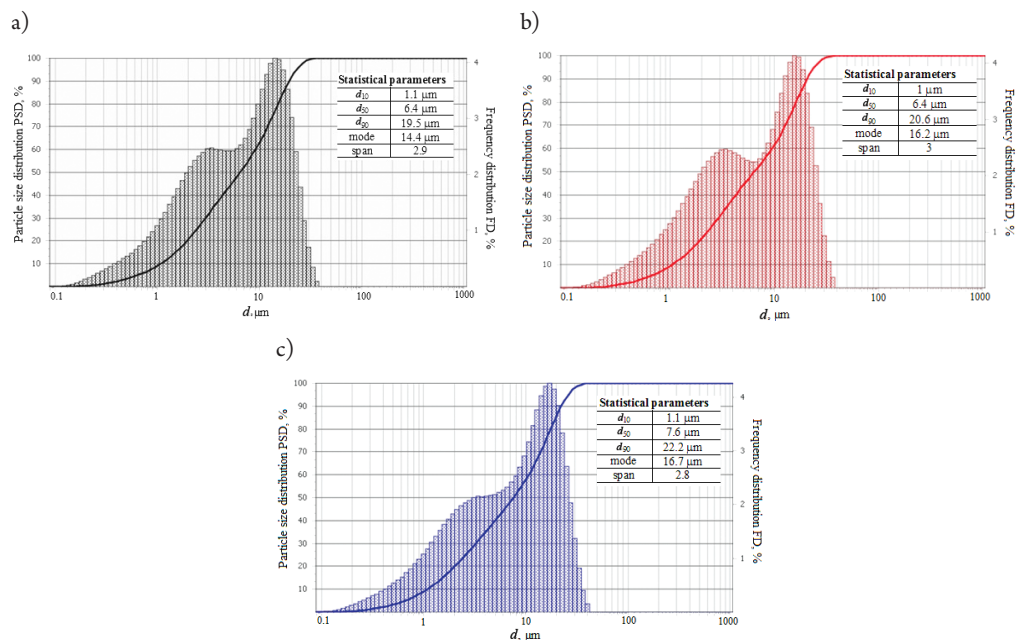 a)
Particle size distribution PSD, %
100
90
80
70
60
50
40
30
20
10
0.1 1 10 100 1000
d, μm
4
3
2
1
Frequency distribution FD, %
Statistical parameters
d10 1.1 μm
d50 6.4 μm
d90 19.5 μm
mode 14.4 μm
span 2.9
b)
Particle size distribution PSD, %
100
90
80
70
60
50
40
30
20
10
0.1 1 10 100 1000
d, μm
4
3
2
1
Frequency distribution FD, %
Statistical parameters
d10 1 μm
d50 6.4 μm
d90 20.6 μm
mode 16.2 μm
span 3
c)
Particle size distribution PSD, %
100
90
80
70
60
50
40
30
20
10
0.1 1 10 100 1000
d, μm
4
3
2
1
Frequency distribution FD, %
Statistical parameters
d10 1.1 μm
d50 7.6 μm
d90 22.2 μm
mode 16.7 μm
span 2.8